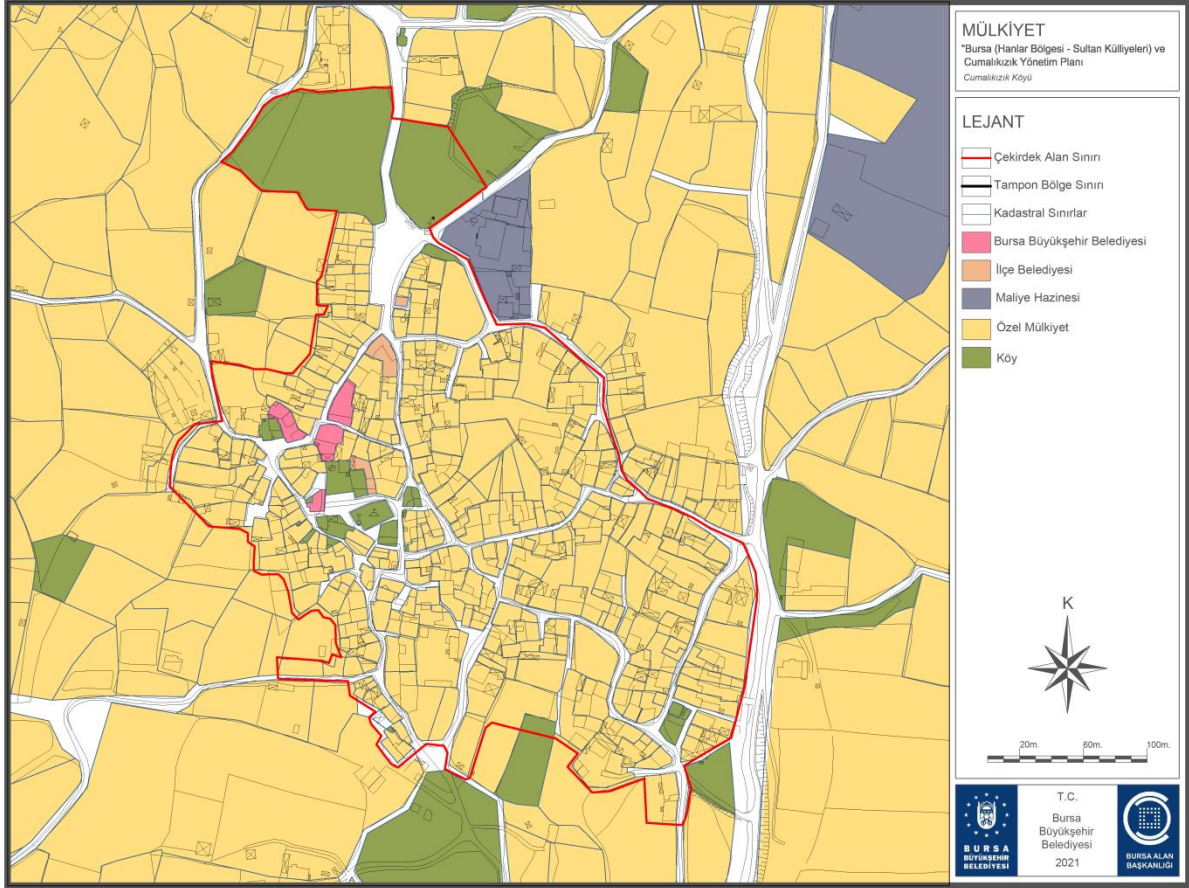 MÜLKİYET
"Bursa (Hanlar Bölgesi - Sultan Külliyeleri) ve
Cumalıkızık Yönetim Planı
Cumalıkızık Köyü
LEJANT
Çekirdek Alan Sınırı
Tampon Bölge Sınırı
Kadastral Sınırlar
Bursa Büyükşehir Belediyesi
İlçe Belediyesi
Maliye Hazinesi
Özel Mülkiyet
Köy
K
20m. 60m. 100m.
BURSA
BÜYÜKŞEHİR
BELEDİYESİ
T.C.
Bursa
Büyükşehir
Belediyesi
2021
BURSA ALAN
BAŞKANLIĞI